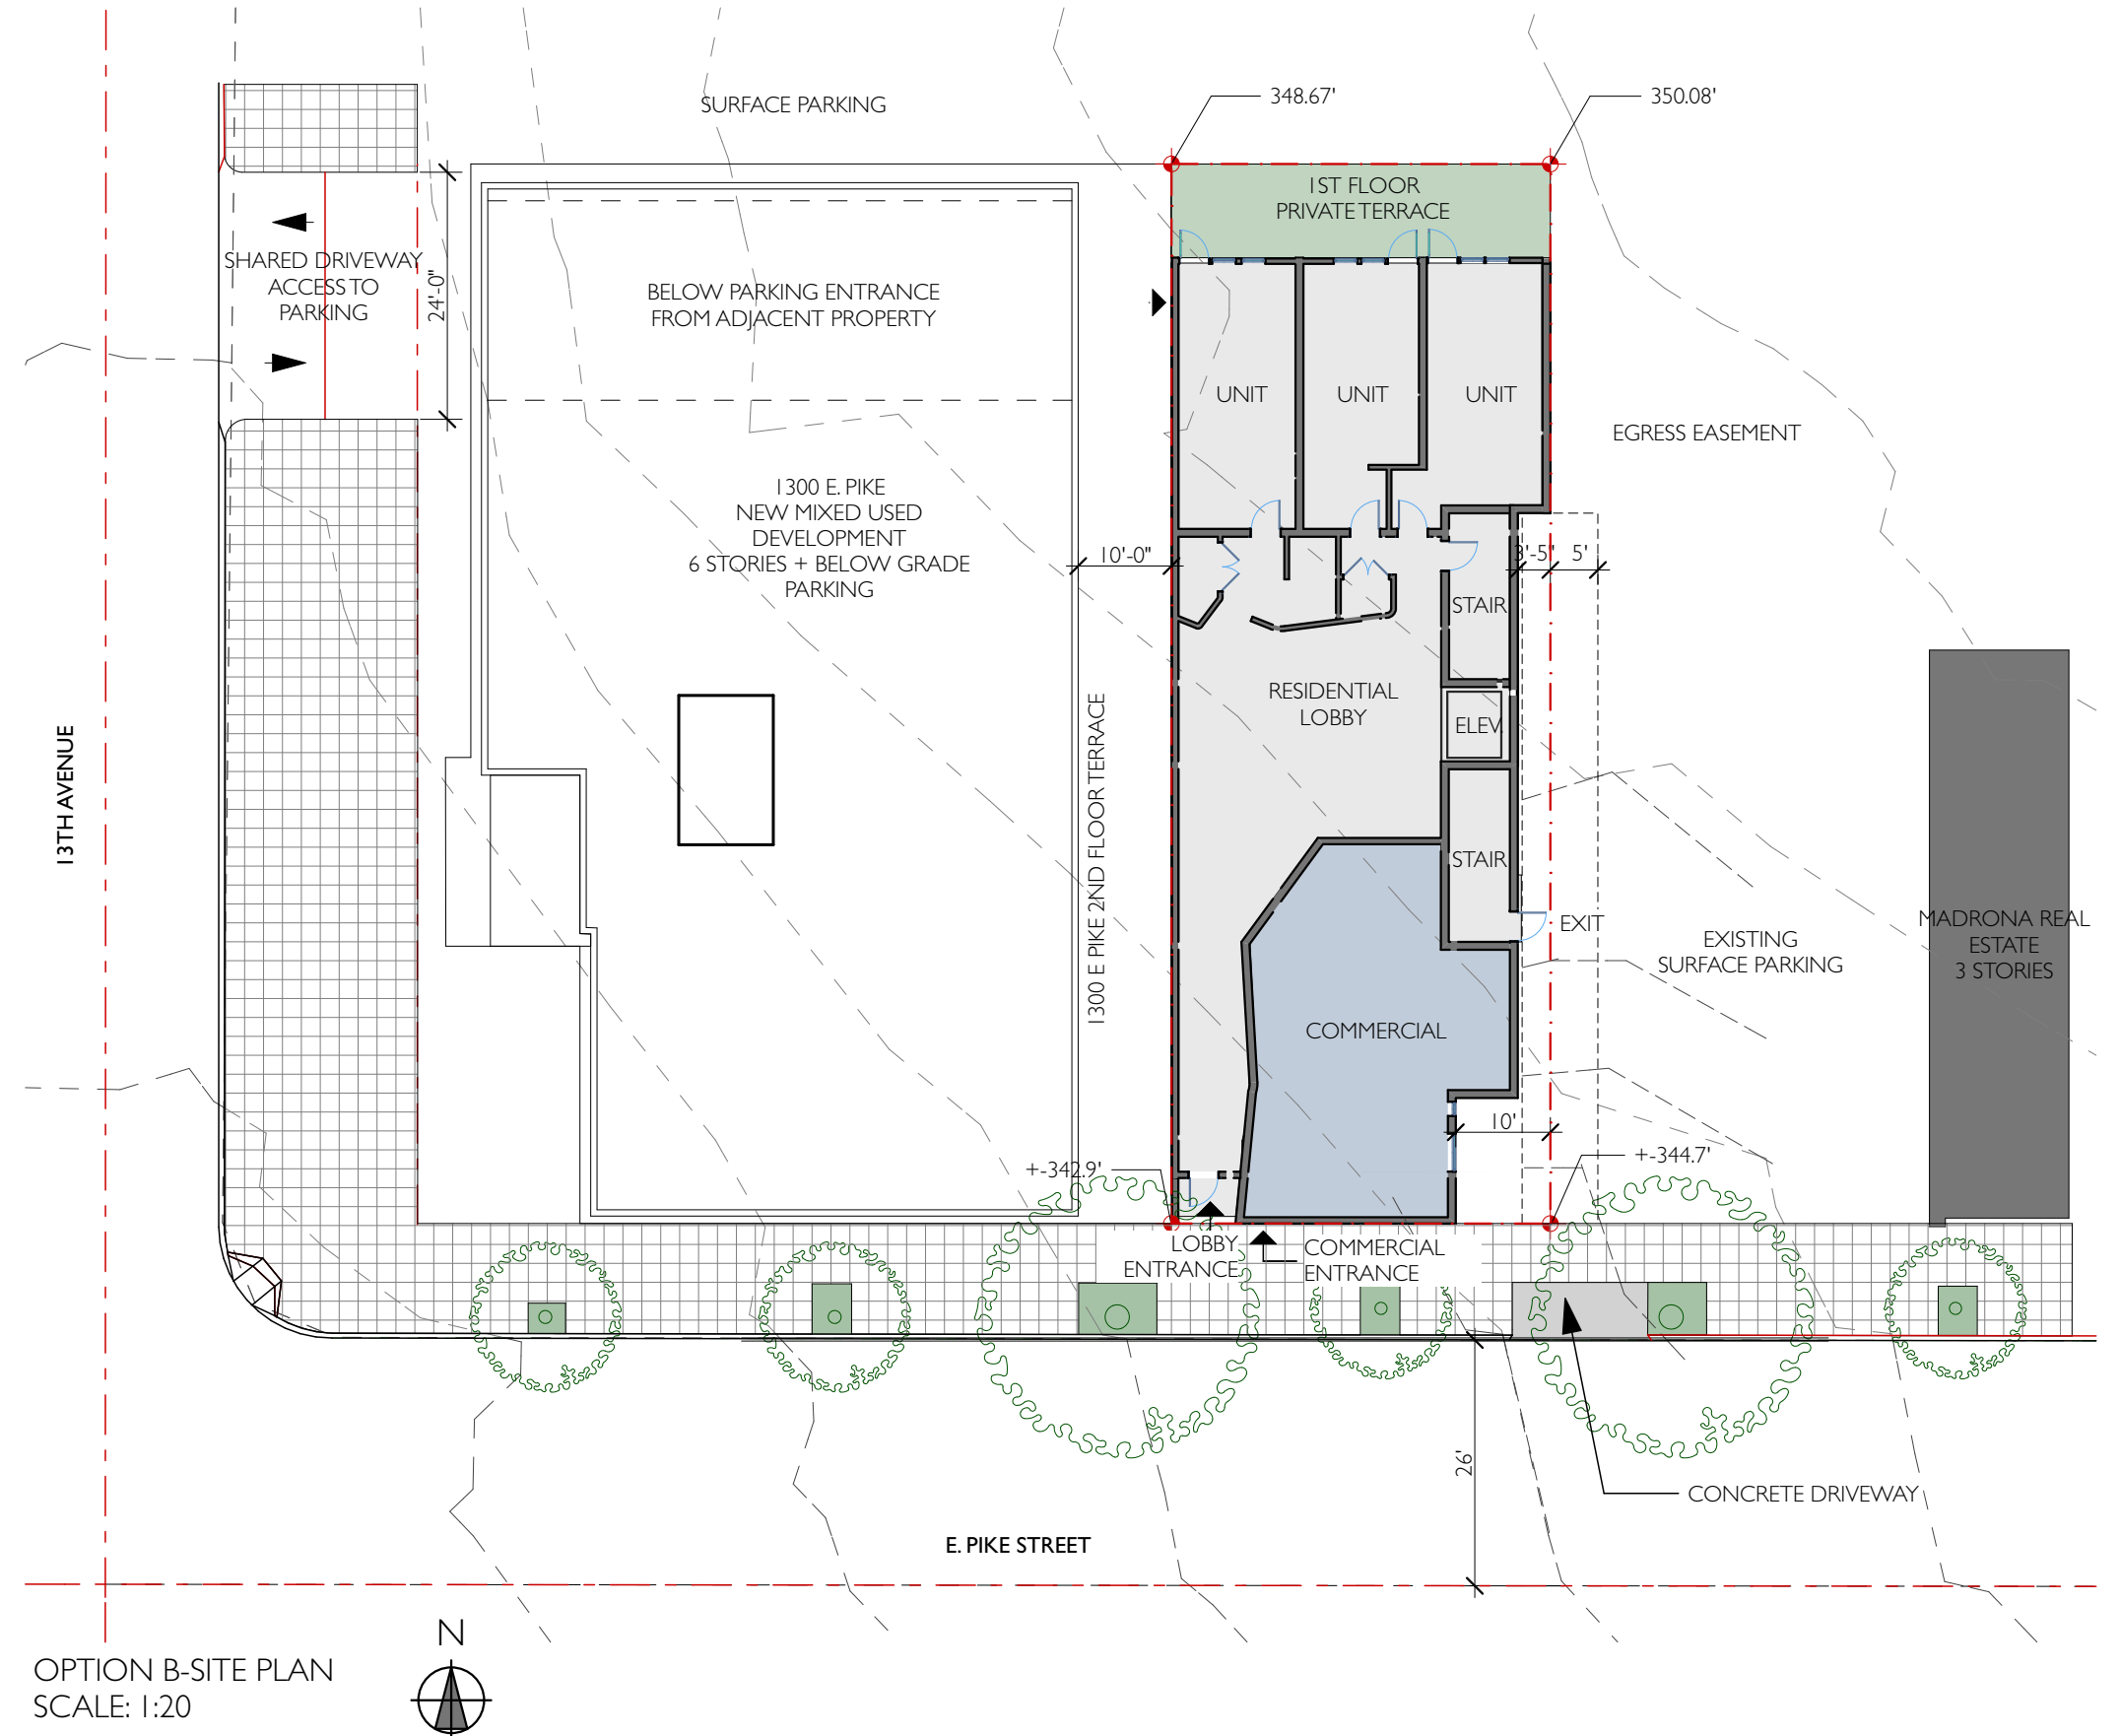 SURFACE PARKING
348.67'
350.08'
1ST FLOOR
PRIVATE TERRACE
SHARED DRIVEWAY
ACCESS TO
PARKING
24'-0"
BELOW PARKING ENTRANCE
FROM ADJACENT PROPERTY
UNIT
UNIT
UNIT
EGRESS EASEMENT
1300 E. PIKE
NEW MIXED USED
DEVELOPMENT
6 STORIES + BELOW GRADE
PARKING
10'-0"
3'-5"
5'
STAIR
RESIDENTIAL
LOBBY
ELEV.
13TH AVENUE
1300 E PIKE 2ND FLOOR TERRACE
STAIR
EXIT
EXISTING
SURFACE PARKING
MADRONA REAL
ESTATE
3 STORIES
COMMERCIAL
10'
+-342.9'
+-344.7'
LOBBY
ENTRANCE
COMMERCIAL
ENTRANCE
26'
CONCRETE DRIVEWAY
E. PIKE STREET
N
OPTION B-SITE PLAN
SCALE: 1:20